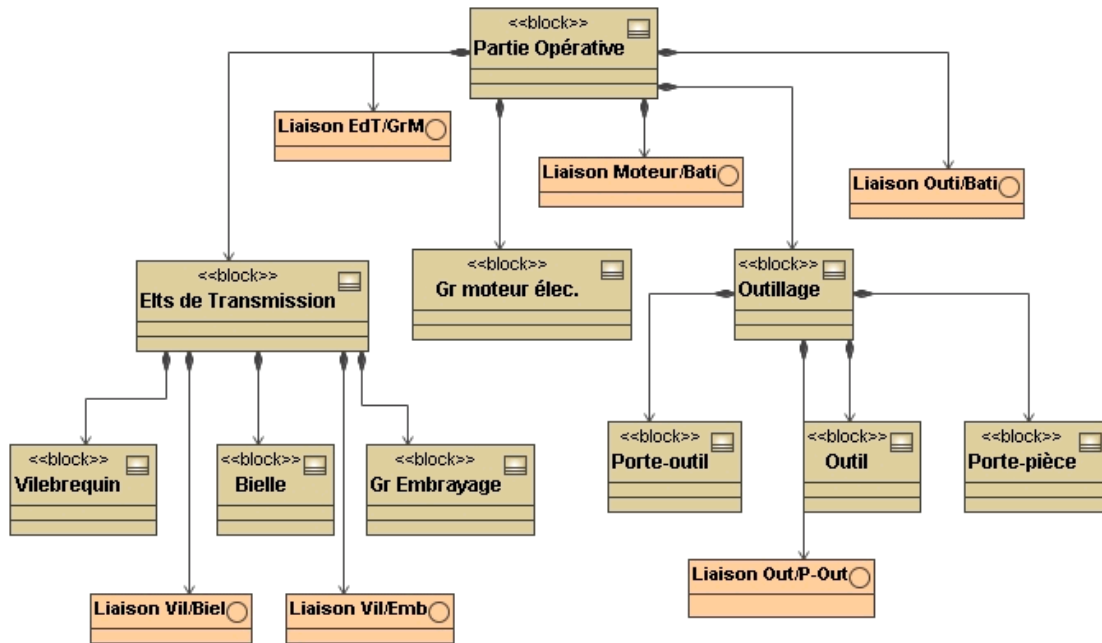 <<block>>
Partie Opérative
Liaison EdT/GrM
Liaison Moteur/Bati
Liaison Outi/Bati
<<block>>
Elts de Transmission
<<block>>
Gr moteur élec.
<<block>>
Outillage
<<block>>
Vilebrequin
<<block>>
Bielle
<<block>>
Gr Embrayage
<<block>>
Porte-outil
<<block>>
Outil
<<block>>
Porte-pièce
Liaison Vil/Biel
Liaison Vil/Emb
Liaison Out/P-Out